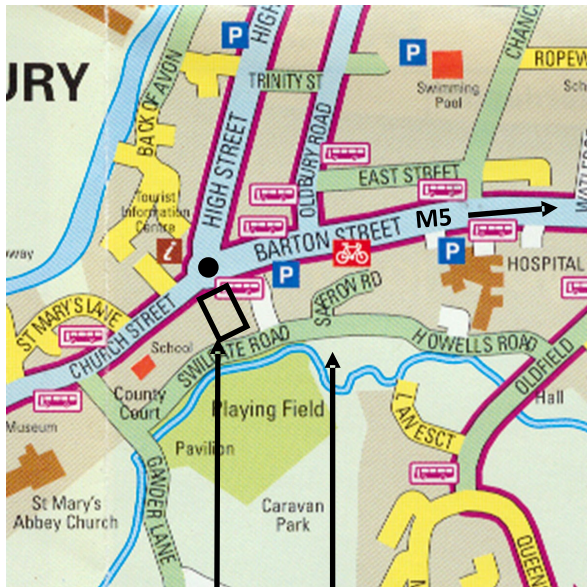 URY
P
HIGH
P
CHANC
ROPEW
BACK OF AVON
TRINITY ST
Swimming
Pool
Sch
HIGH STREET
OLDBURY ROAD
EAST STREET
Tourist
Information
Centre
i
BARTON STREET
M5
P
P
HOSPITAL
way
ST MARY'S LANE
CHURCH STREET
SAFFRON RD
School
SWILGATE ROAD
HOWELLS ROAD
OLDFIELD
County
Court
Playing Field
Hall
Museum
Pavilion
St Mary's
Abbey Church
GANDER LANE
Caravan
Park
QUEEN